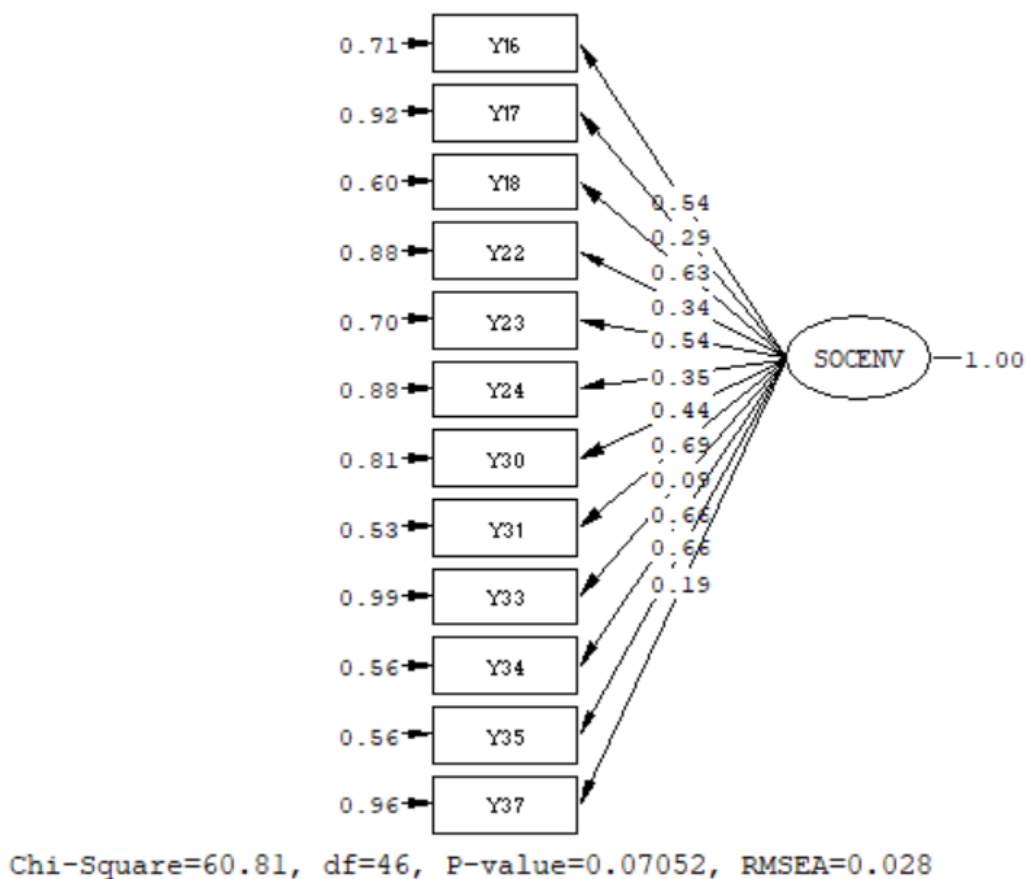 0.71 Y16
0.92 Y17
0.60 Y18
0.54
0.29
0.88 Y22
0.63
0.34
0.70 Y23
0.54
SOCENV 1.00
0.88 Y24
0.35
0.44
0.81 Y30
0.69
0.09
0.53 Y31
0.66
0.66
0.99 Y33
0.19
0.56 Y34
0.56 Y35
0.96 Y37
Chi-Square=60.81, df=46, P-value=0.07052, RMSEA=0.028